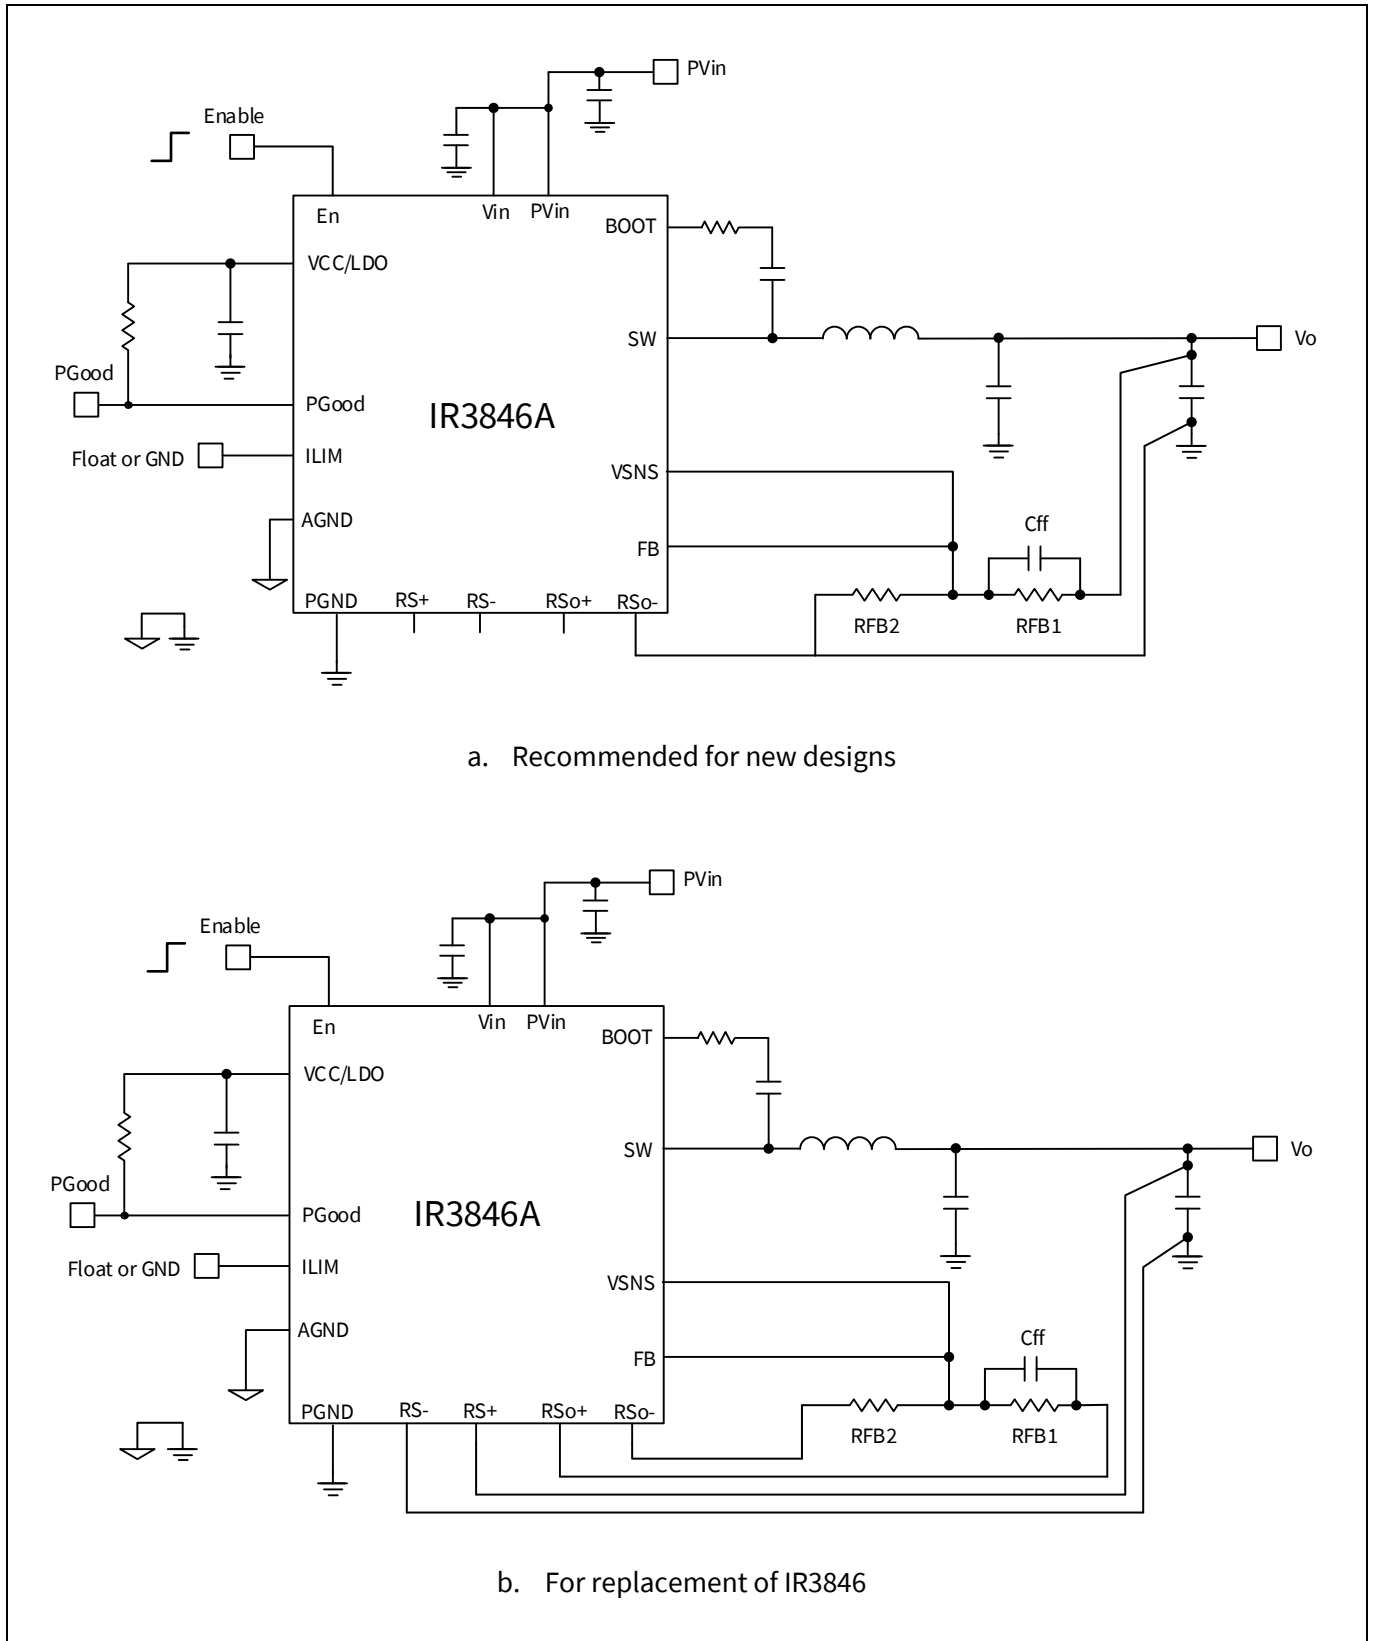 PVin
Enable
En
Vin
PVin
BOOT
VCC/LDO
SW
Vo
PGood
PGood
IR3846A
Float or GND
ILIM
VSNS
AGND
Cff
FB
PGND
RS+
RS-
RSo+
RSo-
RFB2
RFB1
a. Recommended for new designs
PVin
Enable
En
Vin
PVin
BOOT
VCC/LDO
SW
Vo
PGood
PGood
IR3846A
Float or GND
ILIM
VSNS
AGND
Cff
FB
PGND
RS-
RS+
RSo+
RSo-
RFB2
RFB1
b. For replacement of IR3846